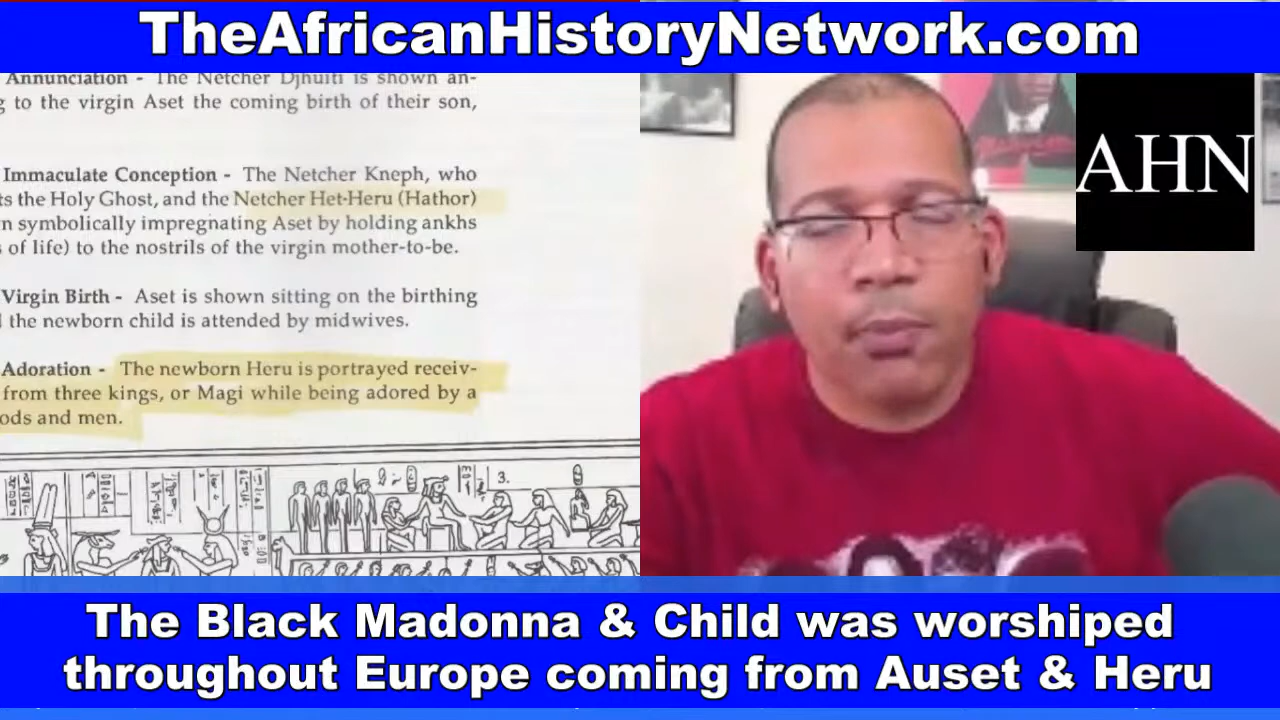 TheAfricanHistoryNetwork.com
Annunciation - The Netcher Djhuiti is shown an-
g to the virgin Aset the coming birth of their son,
Immaculate Conception - The Netcher Kneph, who
ts the Holy Ghost, and the Netcher Het-Heru (Hathor)
n symbolically impregnating Aset by holding ankhs
s of life) to the nostrils of the virgin mother-to-be.
Virgin Birth - Aset is shown sitting on the birthing
d the newborn child is attended by midwives.
Adoration - The newborn Heru is portrayed receiv-
from three kings, or Magi while being adored by a
ods and men.
3.
AHN
The Black Madonna & Child was worshiped
throughout Europe coming from Auset & Heru